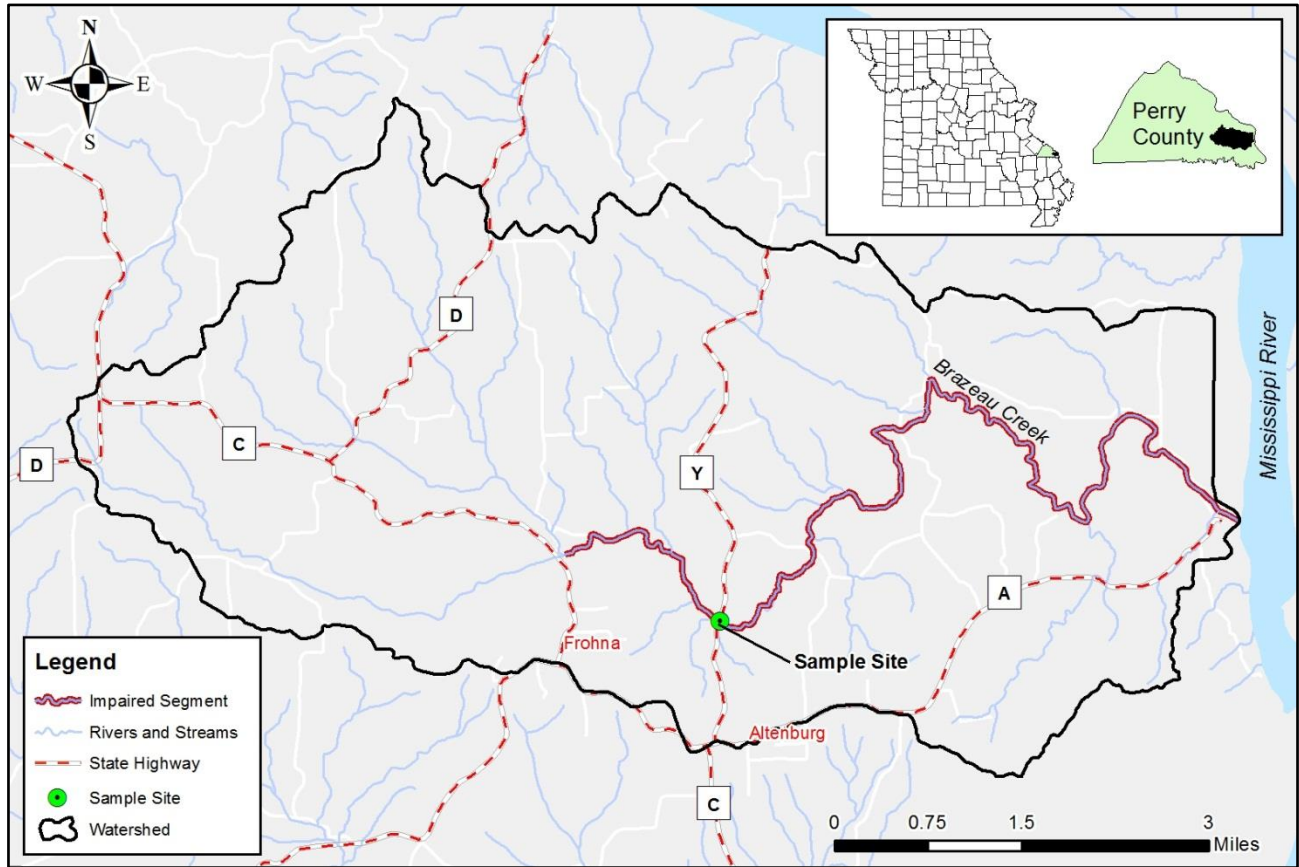 N
W E
S
Perry
County
D
D
C
Y
Brazeau Creek
Mississippi River
A
Frohna
Sample Site
Altenburg
C
Legend
Impaired Segment
Rivers and Streams
State Highway
Sample Site
Watershed
0 0.75 1.5 3
Miles